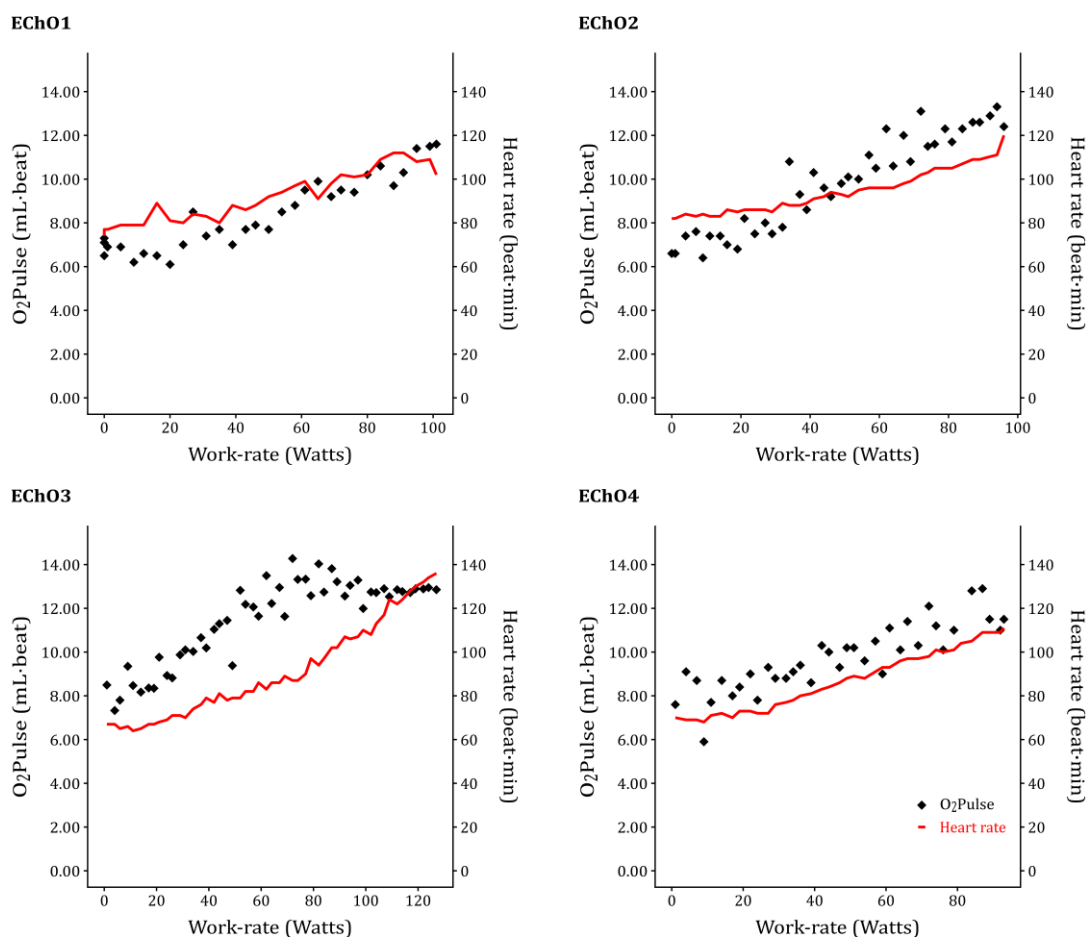 EChO1
14.00
12.00
10.00
8.00
6.00
4.00
2.00
0.00
O₂Pulse (mL·beat)
140
120
100
80
60
40
20
0
Heart rate (beat·min)
0 20 40 60 80 100
Work-rate (Watts)
EChO2
14.00
12.00
10.00
8.00
6.00
4.00
2.00
0.00
O₂Pulse (mL·beat)
140
120
100
80
60
40
20
0
Heart rate (beat·min)
0 20 40 60 80 100
Work-rate (Watts)
EChO3
14.00
12.00
10.00
8.00
6.00
4.00
2.00
0.00
O₂Pulse (mL·beat)
140
120
100
80
60
40
20
0
Heart rate (beat·min)
0 20 40 60 80 100 120
Work-rate (Watts)
EChO4
14.00
12.00
10.00
8.00
6.00
4.00
2.00
0.00
O₂Pulse (mL·beat)
140
120
100
80
60
40
20
0
Heart rate (beat·min)
O₂Pulse
Heart rate
0 20 40 60 80
Work-rate (Watts)